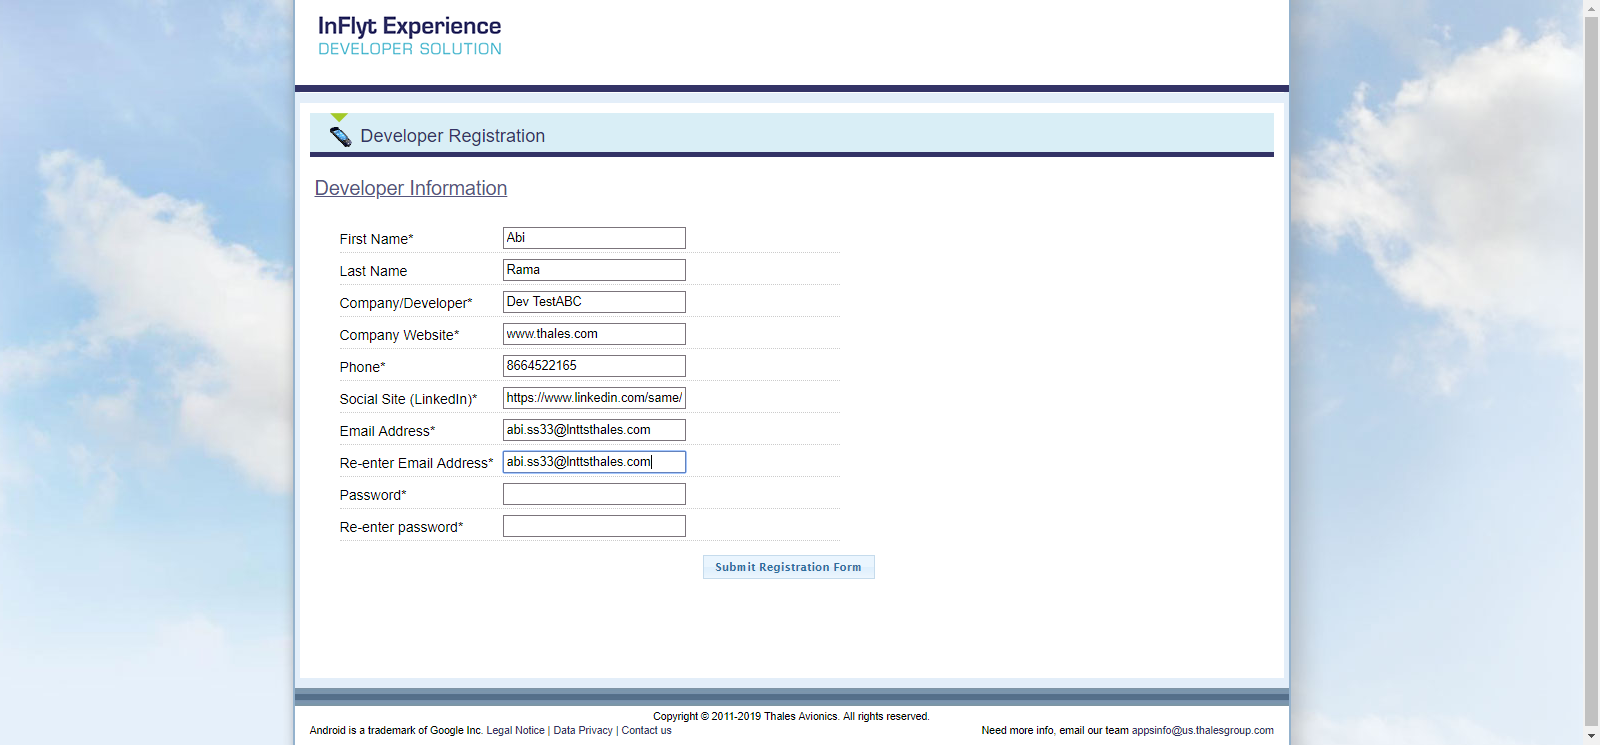 InFlyt Experience
DEVELOPER SOLUTION
Developer Registration
Developer Information
First Name* Abi
Last Name Rama
Company/Developer* Dev TestABC
Company Website* www.thales.com
Phone* 8664522165
Social Site (LinkedIn)* https://www.linkedin.com/same/
Email Address* abi.ss33@lnttsthales.com
Re-enter Email Address* abi.ss33@lnttsthales.com
Password*
Re-enter password*
Submit Registration Form
Copyright © 2011-2019 Thales Avionics. All rights reserved.
Android is a trademark of Google Inc. Legal Notice | Data Privacy | Contact us Need more info, email our team appsinfo@us.thalesgroup.com